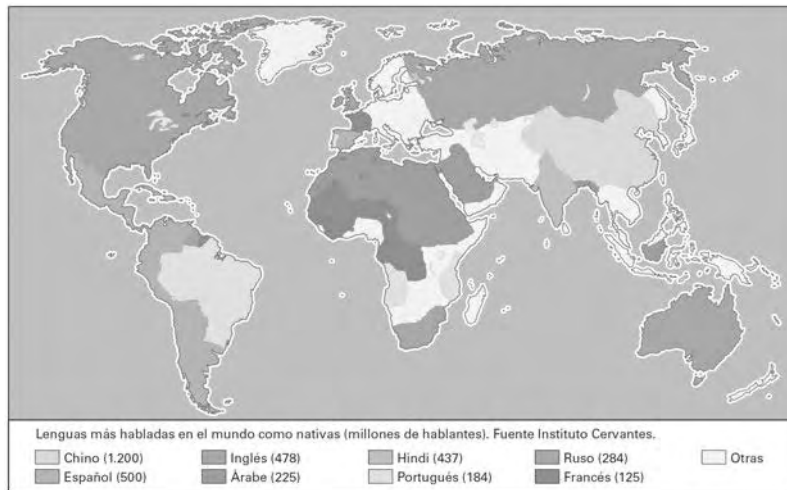 Lenguas más habladas en el mundo como nativas (millones de hablantes). Fuente Instituto Cervantes.
Chino (1.200) Inglés (478) Hindi (437) Ruso (284) Otras
Español (500) Árabe (225) Portugués (184) Francés (125)